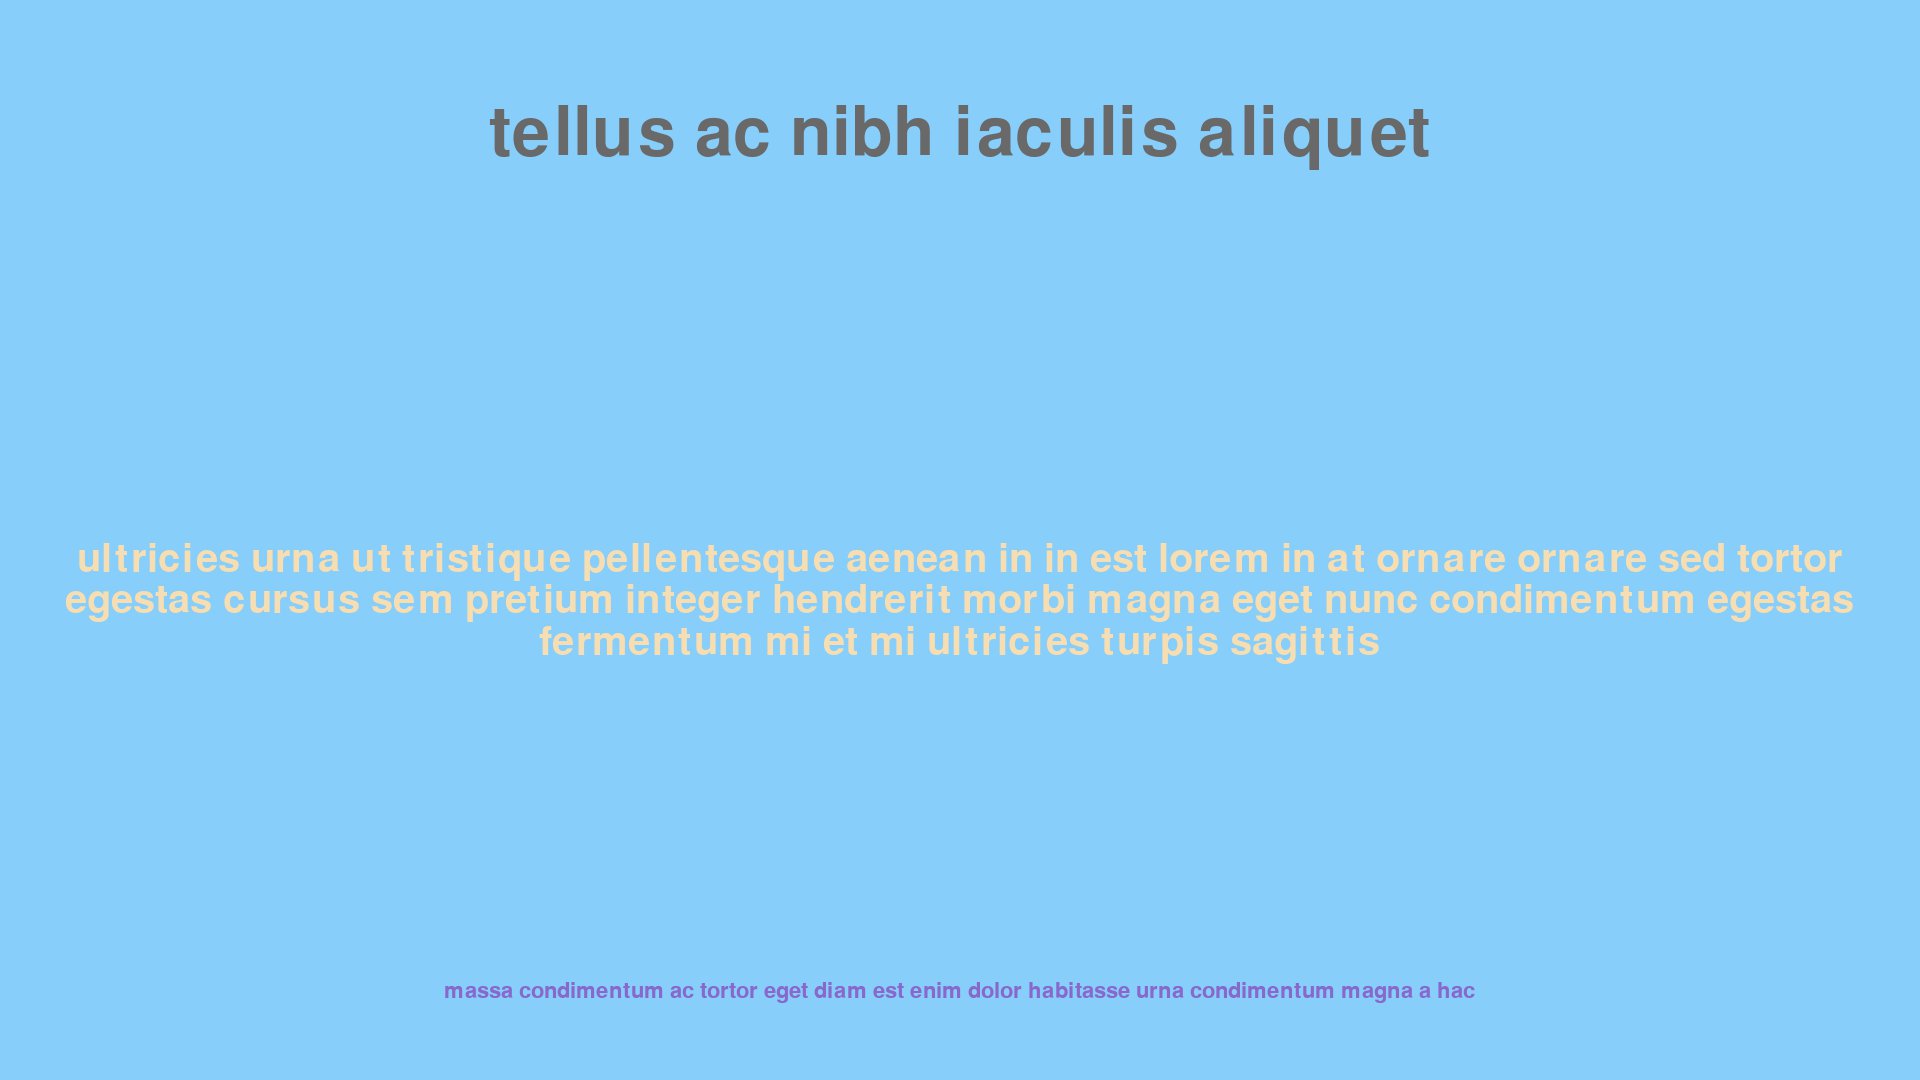 tellus ac nibh iaculis aliquet
ultricies urna ut tristique pellentesque aenean in in est lorem in at ornare ornare sed tortor
egestas cursus sem pretium integer hendrerit morbi magna eget nunc condimentum egestas
fermentum mi et mi ultricies turpis sagittis
massa condimentum ac tortor eget diam est enim dolor habitasse urna condimentum magna a hac